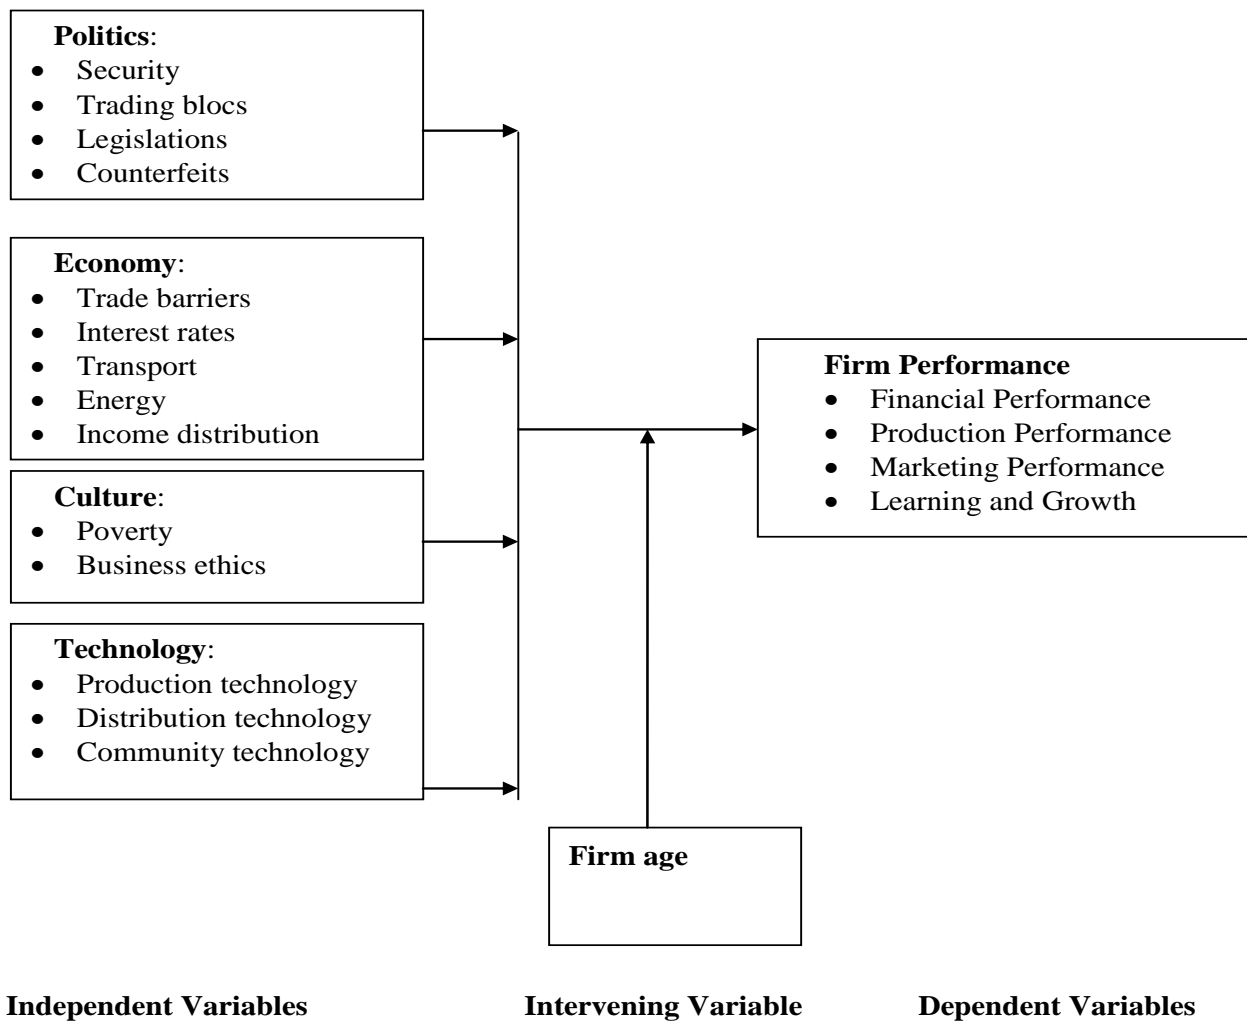 Politics:
• Security
• Trading blocs
• Legislations
• Counterfeits
Economy:
• Trade barriers
• Interest rates
• Transport
• Energy
• Income distribution
Culture:
• Poverty
• Business ethics
Technology:
• Production technology
• Distribution technology
• Community technology
Firm Performance
• Financial Performance
• Production Performance
• Marketing Performance
• Learning and Growth
Firm age
Independent Variables
Intervening Variable
Dependent Variables